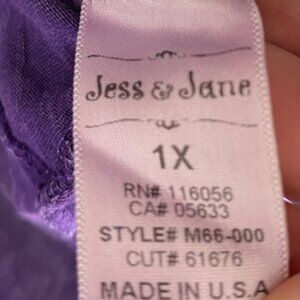 Jess & Jane
1X
RN# 116056
CA# 05633
STYLE# M66-000
CUT# 61676
MADE IN U.S.A